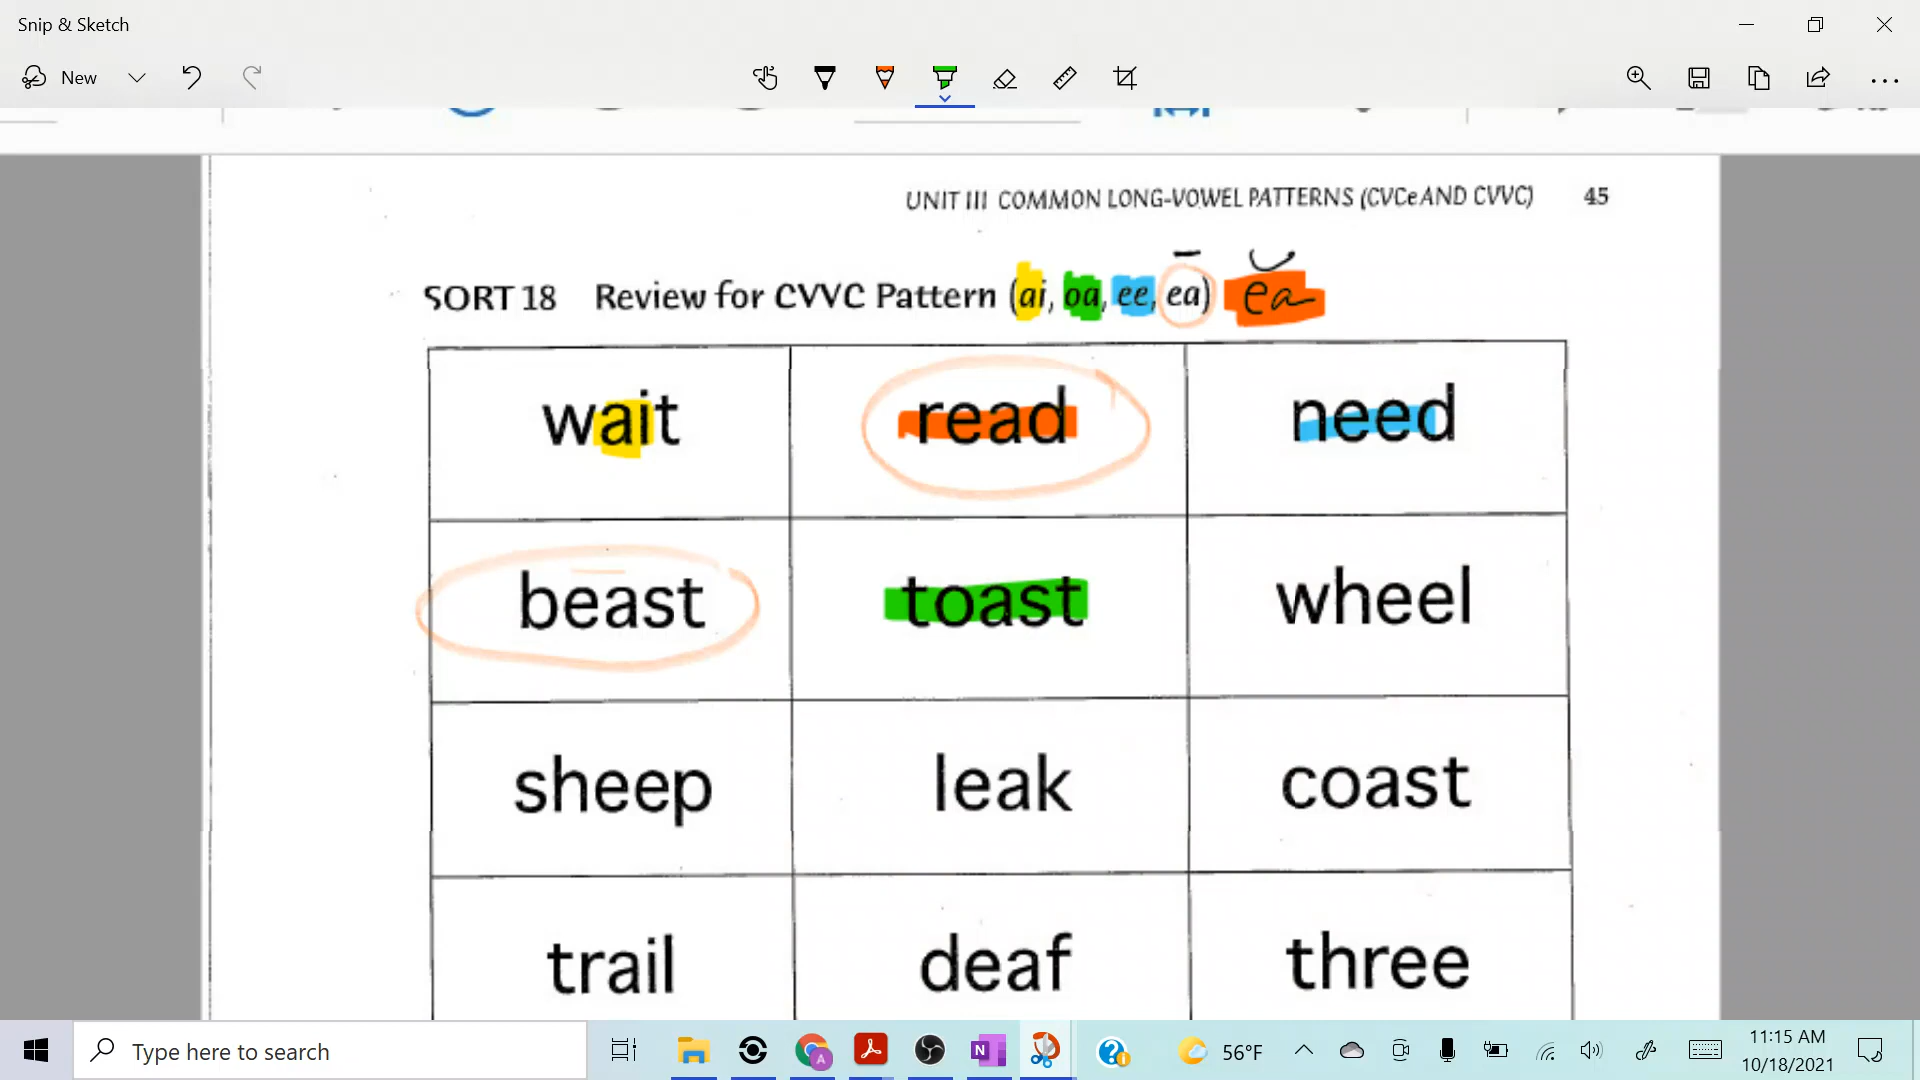 Snip & Sketch
New
UNIT III COMMON LONG-VOWEL PATTERNS (CVCe AND CVVC) 45
SORT 18 Review for CVVC Pattern (ai, oa, ee, ea) ea
wait read need
beast toast wheel
sheep leak coast
trail deaf three
Type here to search
56°F
11:15 AM
10/18/2021